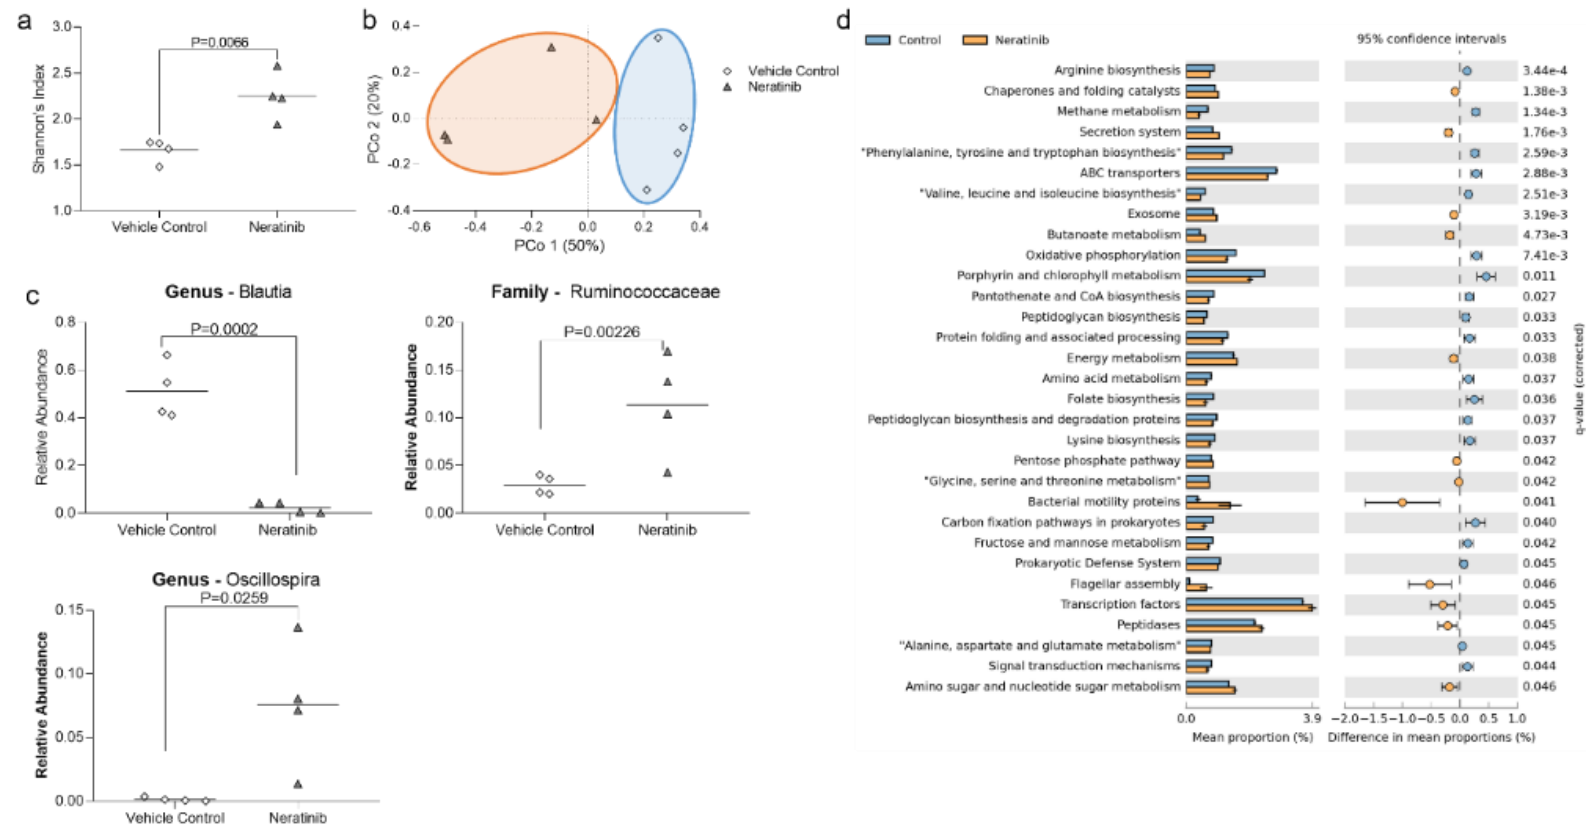 a
3.0
2.5
2.0
1.5
1.0
Shannon's Index
P=0.0066
Vehicle Control
Neratinib
b
0.4
0.2
0.0
-0.2
-0.4
PCo 2 (20%)
-0.6
-0.4
-0.2
0.0
0.2
0.4
PCo 1 (50%)
Vehicle Control
Neratinib
c
Genus - Blautia
P=0.0002
0.8
0.6
0.4
0.2
0.0
Relative Abundance
Vehicle Control
Neratinib
Family - Ruminococcaceae
P=0.00226
0.20
0.15
0.10
0.05
0.00
Relative Abundance
Vehicle Control
Neratinib
Genus - Oscillospira
P=0.0259
0.15
0.10
0.05
0.00
Relative Abundance
Vehicle Control
Neratinib
d
Control
Neratinib
95% confidence intervals
Arginine biosynthesis 3.44e-4
Chaperones and folding catalysts 1.38e-3
Methane metabolism 1.34e-3
Secretion system 1.76e-3
"Phenylalanine, tyrosine and tryptophan biosynthesis" 2.59e-3
ABC transporters 2.88e-3
"Valine, leucine and isoleucine biosynthesis" 2.51e-3
Exosome 3.19e-3
Butanoate metabolism 4.73e-3
Oxidative phosphorylation 7.41e-3
Porphyrin and chlorophyll metabolism 0.011
Pantothenate and CoA biosynthesis 0.027
Peptidoglycan biosynthesis 0.033
Protein folding and associated processing 0.033
Energy metabolism 0.038
Amino acid metabolism 0.037
Folate biosynthesis 0.036
Peptidoglycan biosynthesis and degradation proteins 0.037
Lysine biosynthesis 0.037
Pentose phosphate pathway 0.042
"Glycine, serine and threonine metabolism" 0.042
Bacterial motility proteins 0.041
Carbon fixation pathways in prokaryotes 0.040
Fructose and mannose metabolism 0.042
Prokaryotic Defense System 0.045
Flagellar assembly 0.046
Transcription factors 0.045
Peptidases 0.045
"Alanine, aspartate and glutamate metabolism" 0.045
Signal transduction mechanisms 0.044
Amino sugar and nucleotide sugar metabolism 0.046
q-value (corrected)
0.0 3.9 −2.0 −1.5 −1.0 −0.5 0.0 0.5 1.0
Mean proportion (%) Difference in mean proportions (%)